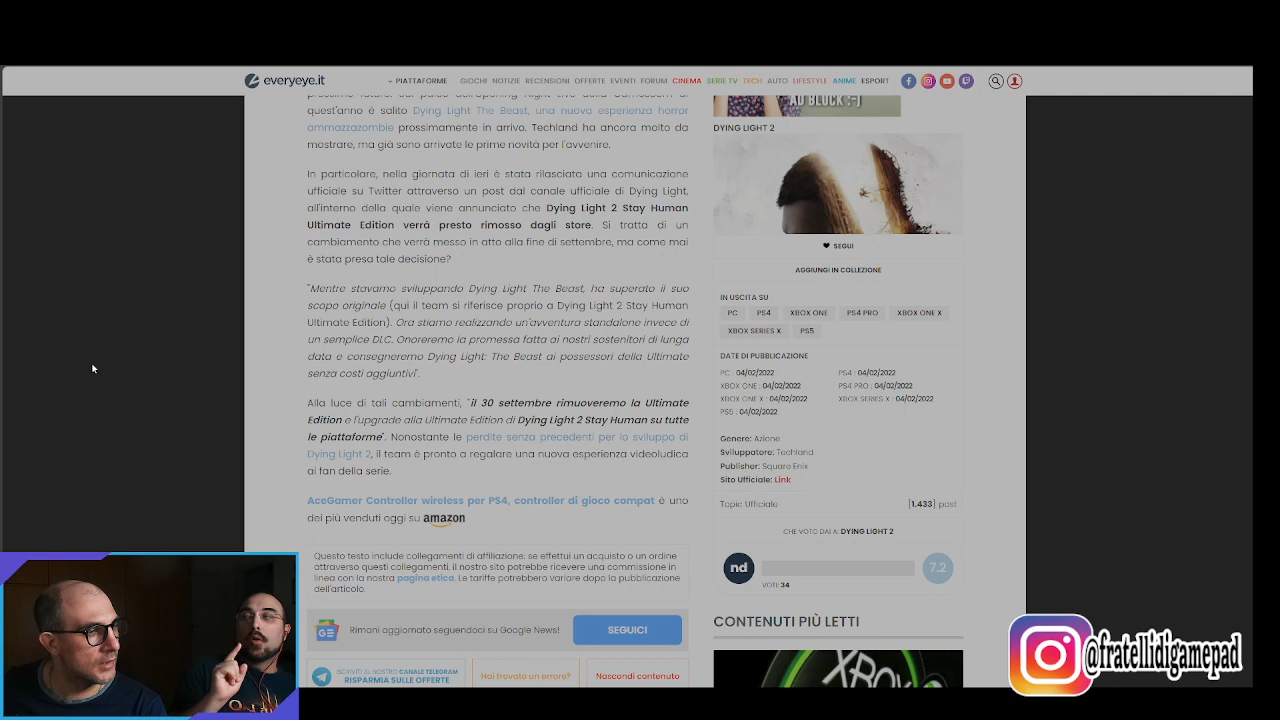 everyeye.it
PIATTAFORME GIOCHI NOTIZIE RECENSIONI OFFERTE EVENTI FORUM CINEMA SERIE TV TECH AUTO LIFESTYLE ANIME ESPORT
quest'anno è salito Dying Light The Beast, una nuova esperienza horror
ammazzazombie prossimamente in arrivo. Techland ha ancora molto da
mostrare, ma già sono arrivate le prime novità per l'avvenire.
In particolare, nella giornata di ieri è stata rilasciata una comunicazione
ufficiale su Twitter attraverso un post dal canale ufficiale di Dying Light,
all'interno della quale viene annunciato che Dying Light 2 Stay Human
Ultimate Edition verrà presto rimosso dagli store. Si tratta di un
cambiamento che verrà messo in atto alla fine di settembre, ma come mai
è stata presa tale decisione?
"Mentre stavamo sviluppando Dying Light The Beast, ha superato il suo
scopo originale (qui il team si riferisce proprio a Dying Light 2 Stay Human
Ultimate Edition). Ora stiamo realizzando un'avventura standalone invece di
un semplice DLC. Onoreremo la promessa fatta ai nostri sostenitori di lunga
data e consegneremo Dying Light: The Beast ai possessori della Ultimate
senza costi aggiuntivi".
Alla luce di tali cambiamenti, "il 30 settembre rimuoveremo la Ultimate
Edition e l'upgrade alla Ultimate Edition di Dying Light 2 Stay Human su tutte
le piattaforme". Nonostante le perdite senza precedenti per lo sviluppo di
Dying Light 2, il team è pronto a regalare una nuova esperienza videoludica
ai fan della serie.
AceGamer Controller wireless per PS4, controller di gioco compat è uno
dei più venduti oggi su amazon
Questo testo include collegamenti di affiliazione: se effettui un acquisto o un ordine
attraverso questi collegamenti, il nostro sito potrebbe ricevere una commissione in
linea con la nostra pagina etica. Le tariffe potrebbero variare dopo la pubblicazione
dell'articolo.
Rimani aggiornato seguendoci su Google News!
SEGUICI
ISCRIVITI AL NOSTRO CANALE TELEGRAM
RISPARMIA SULLE OFFERTE
Hai trovato un errore?
Nascondi contenuto
AD BLOCK :-)
DYING LIGHT 2
SEGUI
AGGIUNGI IN COLLEZIONE
IN USCITA SU
PC PS4 XBOX ONE PS4 PRO XBOX ONE X
XBOX SERIES X PS5
DATE DI PUBBLICAZIONE
PC : 04/02/2022 PS4 : 04/02/2022
XBOX ONE : 04/02/2022 PS4 PRO : 04/02/2022
XBOX ONE X : 04/02/2022 XBOX SERIES X : 04/02/2022
PS5 : 04/02/2022
Genere: Azione
Sviluppatore: Techland
Publisher: Square Enix
Sito Ufficiale: Link
Topic Ufficiale [1.433] post
CHE VOTO DAI A: DYING LIGHT 2
nd 7.2
VOTI: 34
CONTENUTI PIÙ LETTI
XBOX
@fratellidigamepad